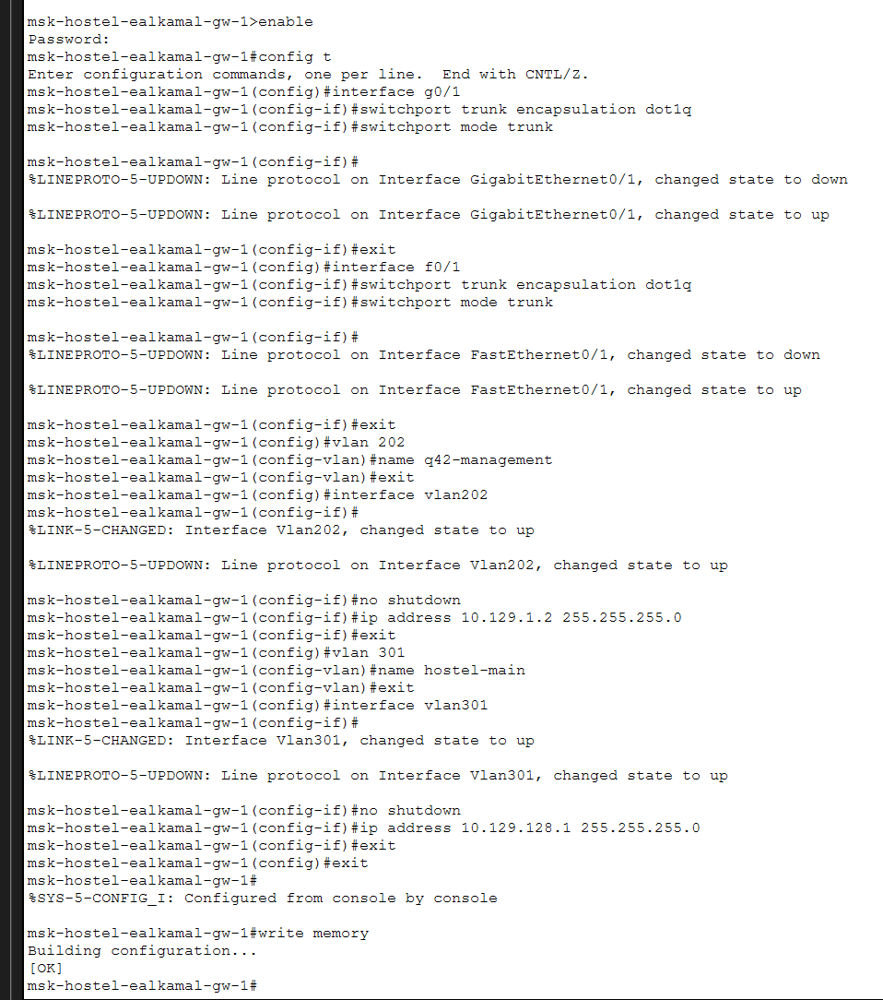 msk-hostel-ealkamal-gw-1>enable
Password:
msk-hostel-ealkamal-gw-1#config t
Enter configuration commands, one per line.  End with CNTL/Z.
msk-hostel-ealkamal-gw-1(config)#interface g0/1
msk-hostel-ealkamal-gw-1(config-if)#switchport trunk encapsulation dot1q
msk-hostel-ealkamal-gw-1(config-if)#switchport mode trunk
msk-hostel-ealkamal-gw-1(config-if)#
%LINEPROTO-5-UPDOWN: Line protocol on Interface GigabitEthernet0/1, changed state to down
%LINEPROTO-5-UPDOWN: Line protocol on Interface GigabitEthernet0/1, changed state to up
msk-hostel-ealkamal-gw-1(config-if)#exit
msk-hostel-ealkamal-gw-1(config)#interface f0/1
msk-hostel-ealkamal-gw-1(config-if)#switchport trunk encapsulation dot1q
msk-hostel-ealkamal-gw-1(config-if)#switchport mode trunk
msk-hostel-ealkamal-gw-1(config-if)#
%LINEPROTO-5-UPDOWN: Line protocol on Interface FastEthernet0/1, changed state to down
%LINEPROTO-5-UPDOWN: Line protocol on Interface FastEthernet0/1, changed state to up
msk-hostel-ealkamal-gw-1(config-if)#exit
msk-hostel-ealkamal-gw-1(config)#vlan 202
msk-hostel-ealkamal-gw-1(config-vlan)#name q42-management
msk-hostel-ealkamal-gw-1(config-vlan)#exit
msk-hostel-ealkamal-gw-1(config)#interface vlan202
msk-hostel-ealkamal-gw-1(config-if)#
%LINK-5-CHANGED: Interface Vlan202, changed state to up
%LINEPROTO-5-UPDOWN: Line protocol on Interface Vlan202, changed state to up
msk-hostel-ealkamal-gw-1(config-if)#no shutdown
msk-hostel-ealkamal-gw-1(config-if)#ip address 10.129.1.2 255.255.255.0
msk-hostel-ealkamal-gw-1(config-if)#exit
msk-hostel-ealkamal-gw-1(config)#vlan 301
msk-hostel-ealkamal-gw-1(config-vlan)#name hostel-main
msk-hostel-ealkamal-gw-1(config-vlan)#exit
msk-hostel-ealkamal-gw-1(config)#interface vlan301
msk-hostel-ealkamal-gw-1(config-if)#
%LINK-5-CHANGED: Interface Vlan301, changed state to up
%LINEPROTO-5-UPDOWN: Line protocol on Interface Vlan301, changed state to up
msk-hostel-ealkamal-gw-1(config-if)#no shutdown
msk-hostel-ealkamal-gw-1(config-if)#ip address 10.129.128.1 255.255.255.0
msk-hostel-ealkamal-gw-1(config-if)#exit
msk-hostel-ealkamal-gw-1(config)#exit
msk-hostel-ealkamal-gw-1#
%SYS-5-CONFIG_I: Configured from console by console
msk-hostel-ealkamal-gw-1#write memory
Building configuration...
[OK]
msk-hostel-ealkamal-gw-1#